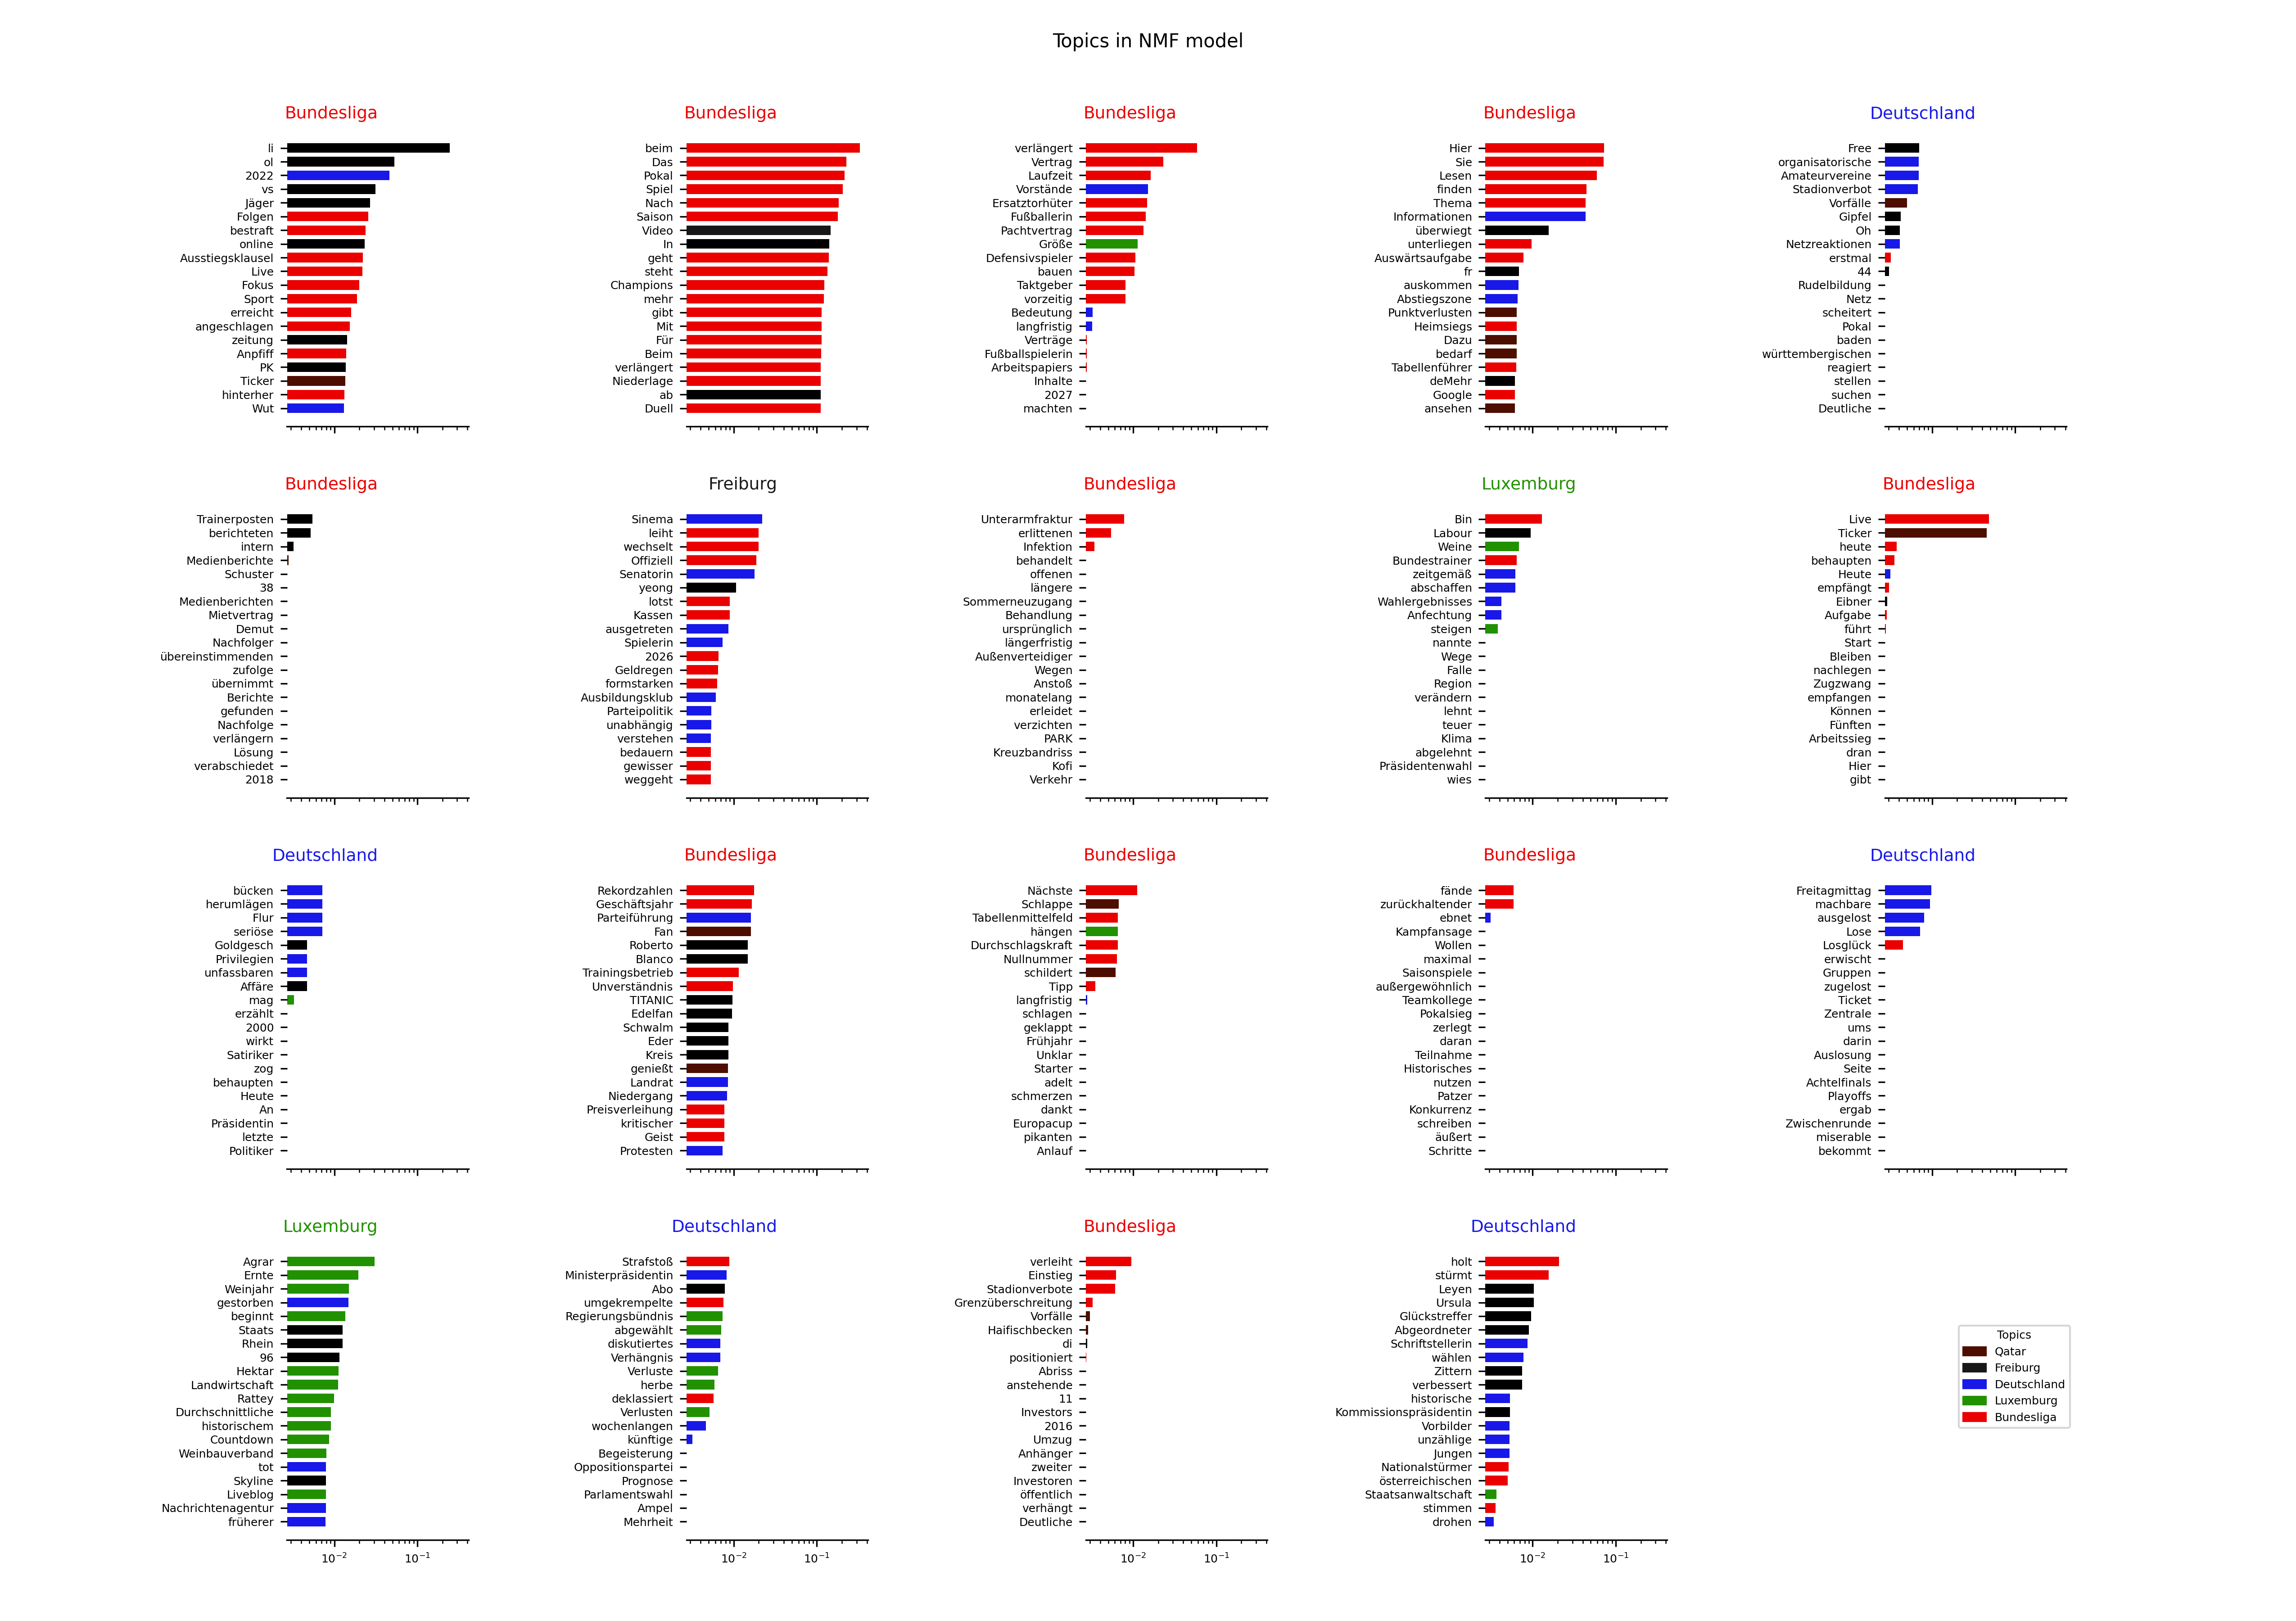 Topics in NMF model
Bundesliga
li
ol
2022
vs
Jäger
Folgen
bestraft
online
Ausstiegsklausel
Live
Fokus
Sport
erreicht
angeschlagen
zeitung
Anpfiff
PK
Ticker
hinterher
Wut
Bundesliga
beim
Das
Pokal
Spiel
Nach
Saison
Video
In
geht
steht
Champions
mehr
gibt
Mit
Für
Beim
verlängert
Niederlage
ab
Duell
Bundesliga
verlängert
Vertrag
Laufzeit
Vorstände
Ersatztorhüter
Fußballerin
Pachtvertrag
Größe
Defensivspieler
bauen
Taktgeber
vorzeitig
Bedeutung
langfristig
Verträge
Fußballspielerin
Arbeitspapiers
Inhalte
2027
machten
Bundesliga
Hier
Sie
Lesen
finden
Thema
Informationen
überwiegt
unterliegen
Auswärtsaufgabe
fr
auskommen
Abstiegszone
Punktverlusten
Heimsiegs
Dazu
bedarf
Tabellenführer
deMehr
Google
ansehen
Deutschland
Free
organisatorische
Amateurvereine
Stadionverbot
Vorfälle
Gipfel
Oh
Netzreaktionen
erstmal
44
Rudelbildung
Netz
scheitert
Pokal
baden
württembergischen
reagiert
stellen
suchen
Deutliche
Bundesliga
Trainerposten
berichteten
intern
Medienberichte
Schuster
38
Medienberichten
Mietvertrag
Demut
Nachfolger
übereinstimmenden
zufolge
übernimmt
Berichte
gefunden
Nachfolge
verlängern
Lösung
verabschiedet
2018
Freiburg
Sinema
leiht
wechselt
Offiziell
Senatorin
yeong
lotst
Kassen
ausgetreten
Spielerin
2026
Geldregen
formstarken
Ausbildungsklub
Parteipolitik
unabhängig
verstehen
bedauern
gewisser
weggeht
Bundesliga
Unterarmfraktur
erlittenen
Infektion
behandelt
offenen
längere
Sommerneuzugang
Behandlung
ursprünglich
längerfristig
Außenverteidiger
Wegen
Anstoß
monatelang
erleidet
verzichten
PARK
Kreuzbandriss
Kofi
Verkehr
Luxemburg
Bin
Labour
Weine
Bundestrainer
zeitgemäß
abschaffen
Wahlergebnisses
Anfechtung
steigen
nannte
Wege
Falle
Region
verändern
lehnt
teuer
Klima
abgelehnt
Präsidentenwahl
wies
Bundesliga
Live
Ticker
heute
behaupten
Heute
empfängt
Eibner
Aufgabe
führt
Start
Bleiben
nachlegen
Zugzwang
empfangen
Können
Fünften
Arbeitssieg
dran
Hier
gibt
Deutschland
bücken
herumlägen
Flur
seriöse
Goldgesch
Privilegien
unfassbaren
Affäre
mag
erzählt
2000
wirkt
Satiriker
zog
behaupten
Heute
An
Präsidentin
letzte
Politiker
Bundesliga
Rekordzahlen
Geschäftsjahr
Parteiführung
Fan
Roberto
Blanco
Trainingsbetrieb
Unverständnis
TITANIC
Edelfan
Schwalm
Eder
Kreis
genießt
Landrat
Niedergang
Preisverleihung
kritischer
Geist
Protesten
Bundesliga
Nächste
Schlappe
Tabellenmittelfeld
hängen
Durchschlagskraft
Nullnummer
schildert
Tipp
langfristig
schlagen
geklappt
Frühjahr
Unklar
Starter
adelt
schmerzen
dankt
Europacup
pikanten
Anlauf
Bundesliga
fände
zurückhaltender
ebnet
Kampfansage
Wollen
maximal
Saisonspiele
außergewöhnlich
Teamkollege
Pokalsieg
zerlegt
daran
Teilnahme
Historisches
nutzen
Patzer
Konkurrenz
schreiben
äußert
Schritte
Deutschland
Freitagmittag
machbare
ausgelost
Lose
Losglück
erwischt
Gruppen
zugelost
Ticket
Zentrale
ums
darin
Auslosung
Seite
Achtelfinals
Playoffs
ergab
Zwischenrunde
miserable
bekommt
Luxemburg
Agrar
Ernte
Weinjahr
gestorben
beginnt
Staats
Rhein
96
Hektar
Landwirtschaft
Rattey
Durchschnittliche
historischem
Countdown
Weinbauverband
tot
Skyline
Liveblog
Nachrichtenagentur
früherer
10⁻² 10⁻¹
Deutschland
Strafstoß
Ministerpräsidentin
Abo
umgekrempelte
Regierungsbündnis
abgewählt
diskutiertes
Verhängnis
Verluste
herbe
deklassiert
Verlusten
wochenlangen
künftige
Begeisterung
Oppositionspartei
Prognose
Parlamentswahl
Ampel
Mehrheit
10⁻² 10⁻¹
Bundesliga
verleiht
Einstieg
Stadionverbote
Grenzüberschreitung
Vorfälle
Haifischbecken
di
positioniert
Abriss
anstehende
11
Investors
2016
Umzug
Anhänger
zweiter
Investoren
öffentlich
verhängt
Deutliche
10⁻² 10⁻¹
Deutschland
holt
stürmt
Leyen
Ursula
Glückstreffer
Abgeordneter
Schriftstellerin
wählen
Zittern
verbessert
historische
Kommissionspräsidentin
Vorbilder
unzählige
Jungen
Nationalstürmer
österreichischen
Staatsanwaltschaft
stimmen
drohen
10⁻² 10⁻¹
Topics
Qatar
Freiburg
Deutschland
Luxemburg
Bundesliga